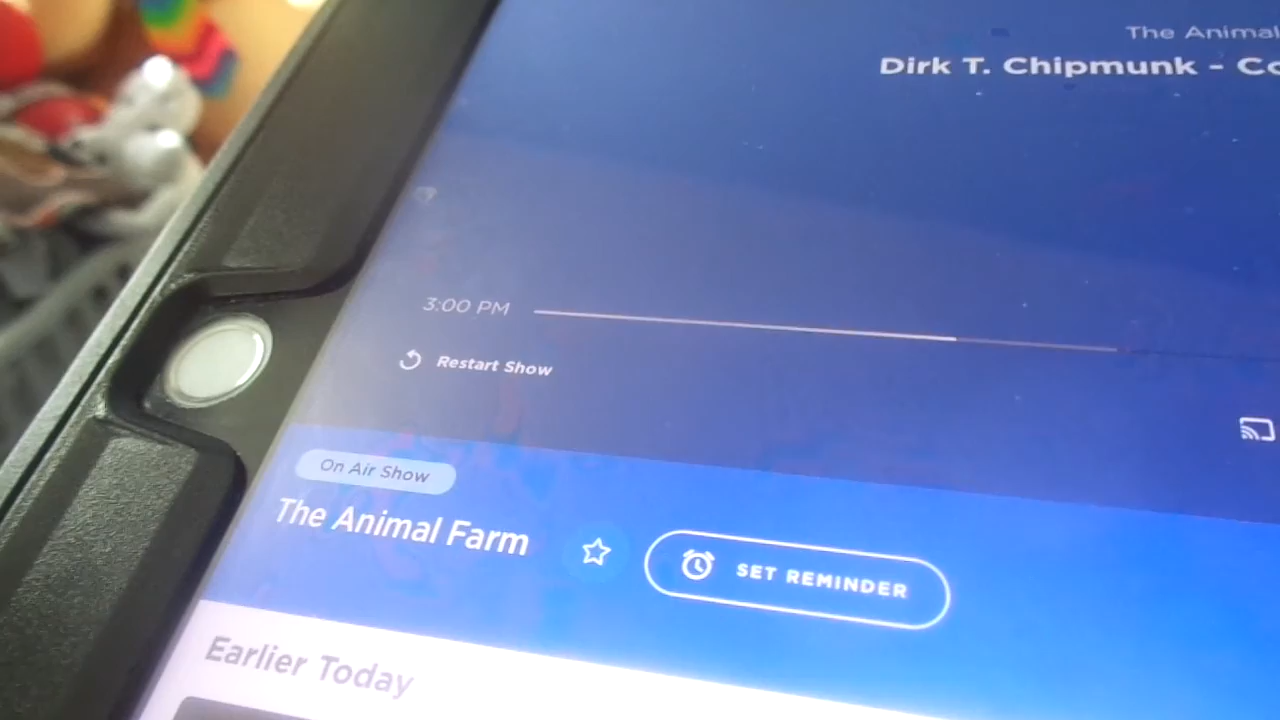 The Animal
Dirk T. Chipmunk - Co
3:00 PM
Restart Show
On Air Show
The Animal Farm
SET REMINDER
Earlier Today